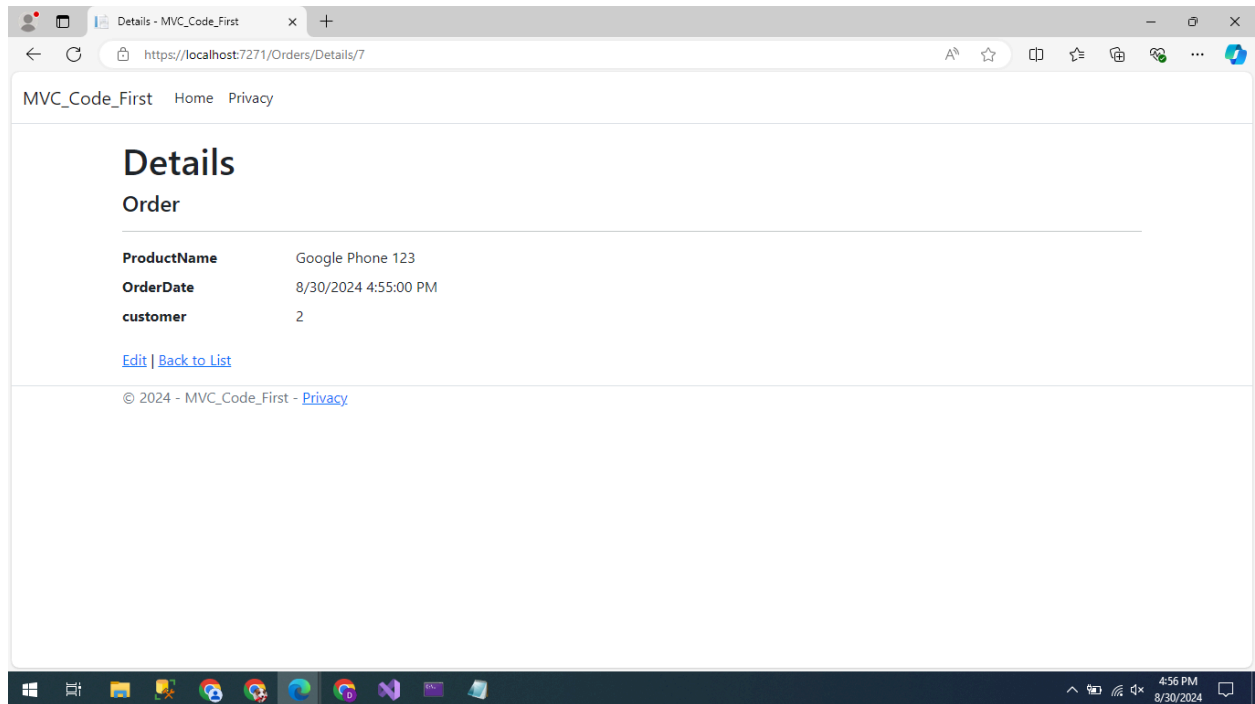 Details - MVC_Code_First
https://localhost:7271/Orders/Details/7
MVC_Code_First Home Privacy
Details
Order
ProductName Google Phone 123
OrderDate 8/30/2024 4:55:00 PM
customer 2
Edit | Back to List
© 2024 - MVC_Code_First - Privacy
4:56 PM
8/30/2024